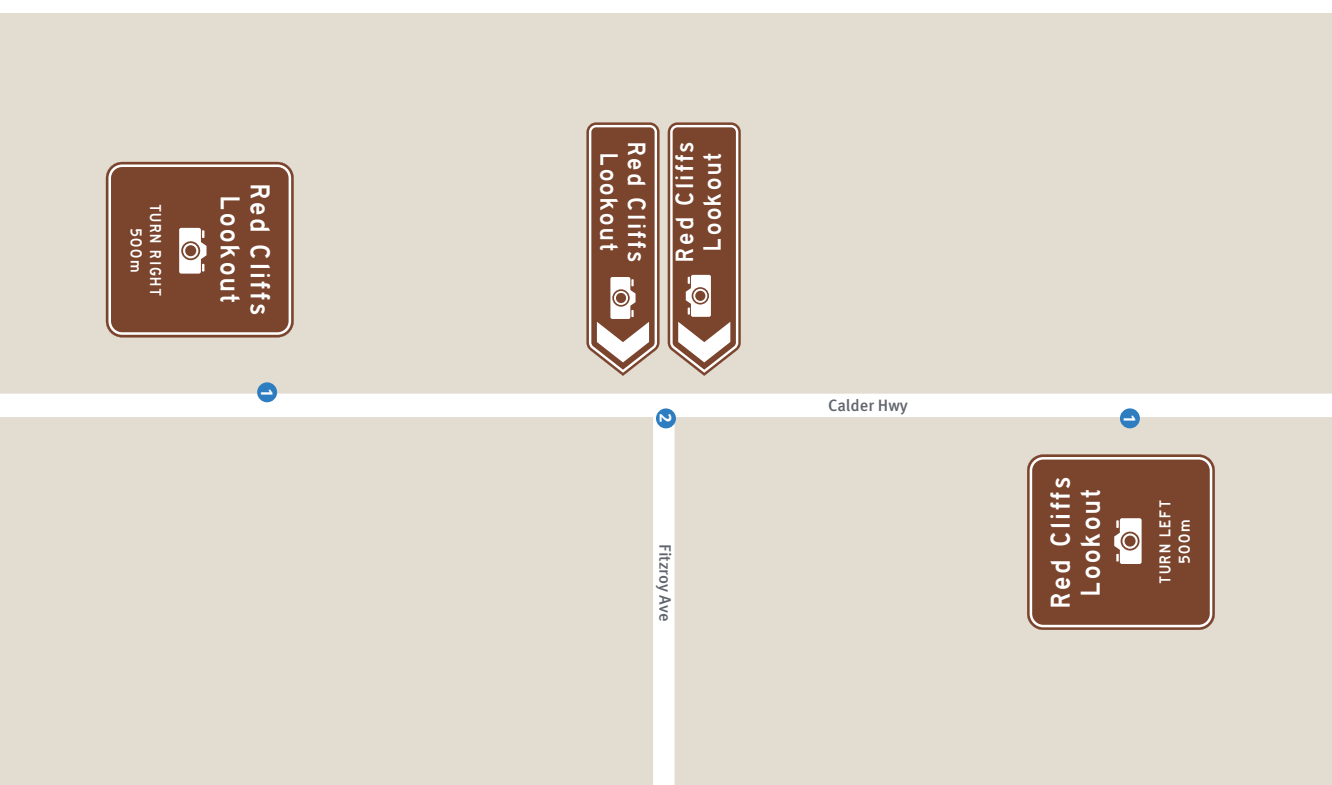 Red Cliffs
Lookout
TURN RIGHT
500m
Red Cliffs
Lookout
Red Cliffs
Lookout
1
2
Calder Hwy
1
Fitzroy Ave
Red Cliffs
Lookout
TURN LEFT
500m